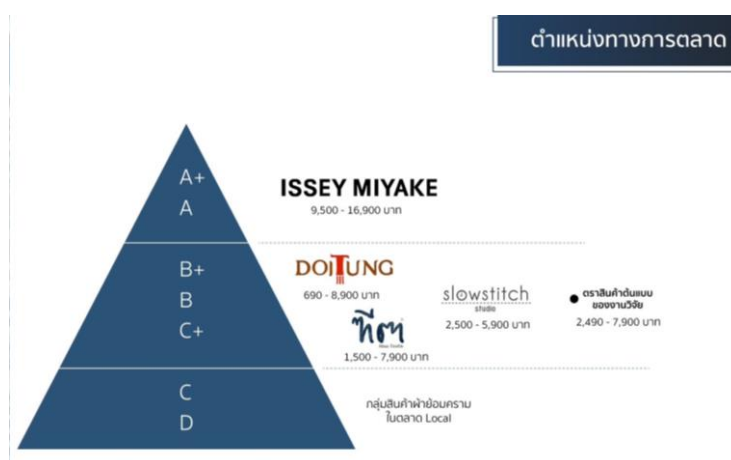 ตำแหน่งทางการตลาด
A+
A
ISSEY MIYAKE
9,500 - 16,900 บาท
B+
B
C+
DOITUNG
690 - 8,900 บาท
slowstitch
studio
2,500 - 5,900 บาท
ตราสินค้าต้นแบบ
ของงานวิจัย
2,490 - 7,900 บาท
1,500 - 7,900 บาท
C
D
กลุ่มสินค้าผ้าย้อมคราม
ในตลาด Local